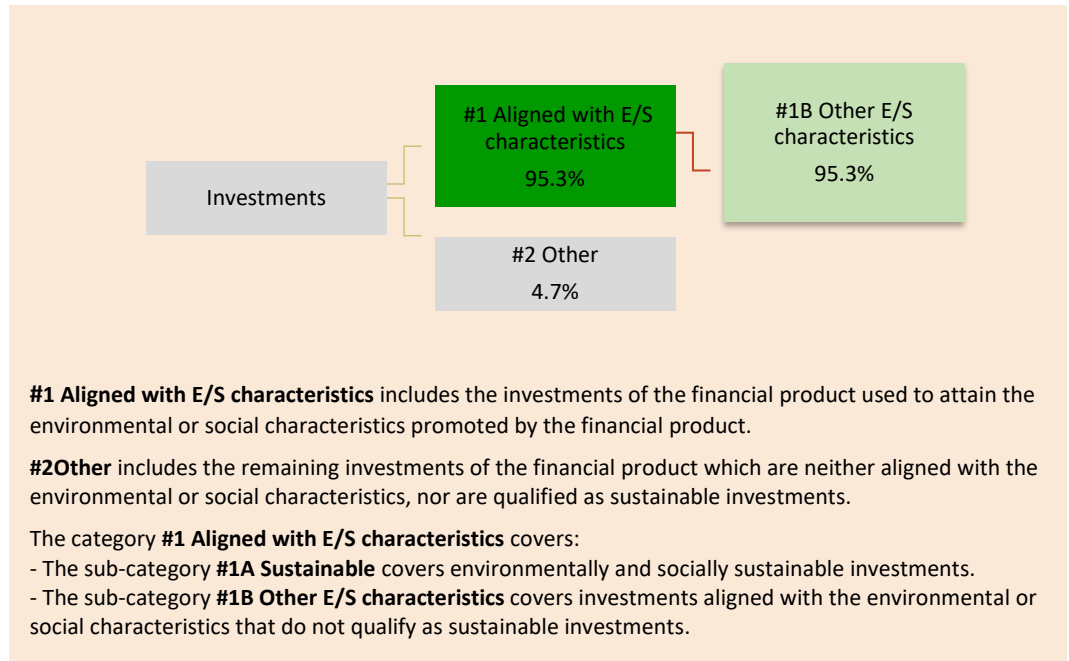 Investments
#1 Aligned with E/S
characteristics
95.3%
#1B Other E/S
characteristics
95.3%
#2 Other
4.7%
#1 Aligned with E/S characteristics includes the investments of the financial product used to attain the
environmental or social characteristics promoted by the financial product.
#2Other includes the remaining investments of the financial product which are neither aligned with the
environmental or social characteristics, nor are qualified as sustainable investments.
The category #1 Aligned with E/S characteristics covers:
- The sub-category #1A Sustainable covers environmentally and socially sustainable investments.
- The sub-category #1B Other E/S characteristics covers investments aligned with the environmental or
social characteristics that do not qualify as sustainable investments.